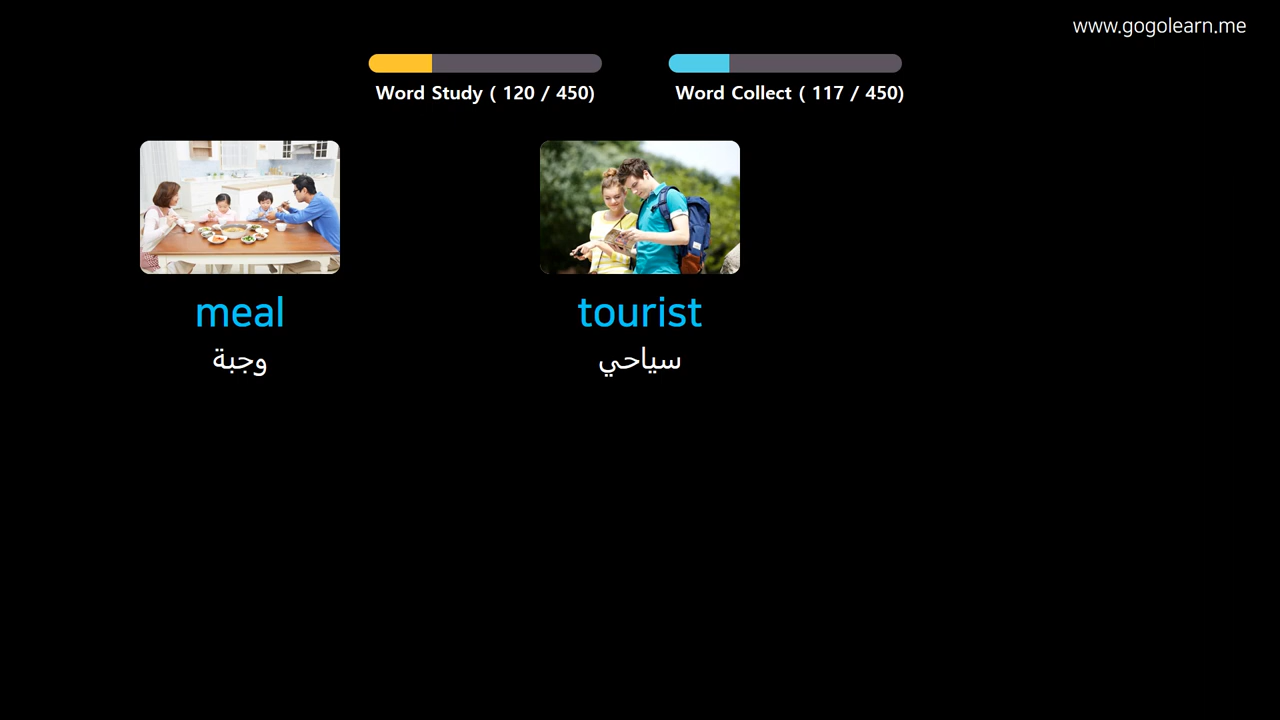 www.gogolearn.me
Word Study ( 120 / 450)
Word Collect ( 117 / 450)
meal
وجبة
tourist
سياحي